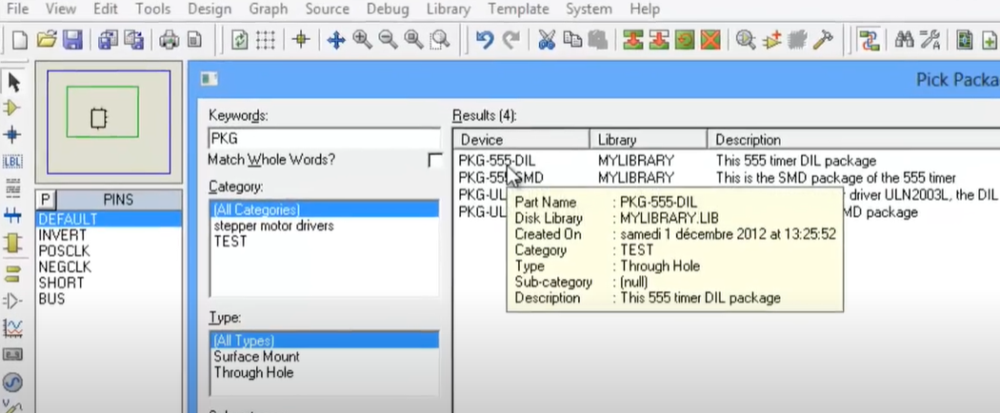 File View Edit Tools Design Graph Source Debug Library Template System Help
Pick Packa
Keywords:
PKG
Match Whole Words?
Category:
(All Categories)
stepper motor drivers
TEST
Type:
(All Types)
Surface Mount
Through Hole
LBL
P PINS
DEFAULT
INVERT
POSCLK
NEGCLK
SHORT
BUS
Results (4):
Device Library Description
PKG-555-DIL MYLIBRARY This 555 timer DIL package
PKG-555-SMD MYLIBRARY This is the SMD package of the 555 timer
PKG-UL driver ULN2003L, the DIL
PKG-UL MD package
Part Name : PKG-555-DIL
Disk Library : MYLIBRARY.LIB
Created On : samedi 1 décembre 2012 at 13:25:52
Category : TEST
Type : Through Hole
Sub-category : (null)
Description : This 555 timer DIL package